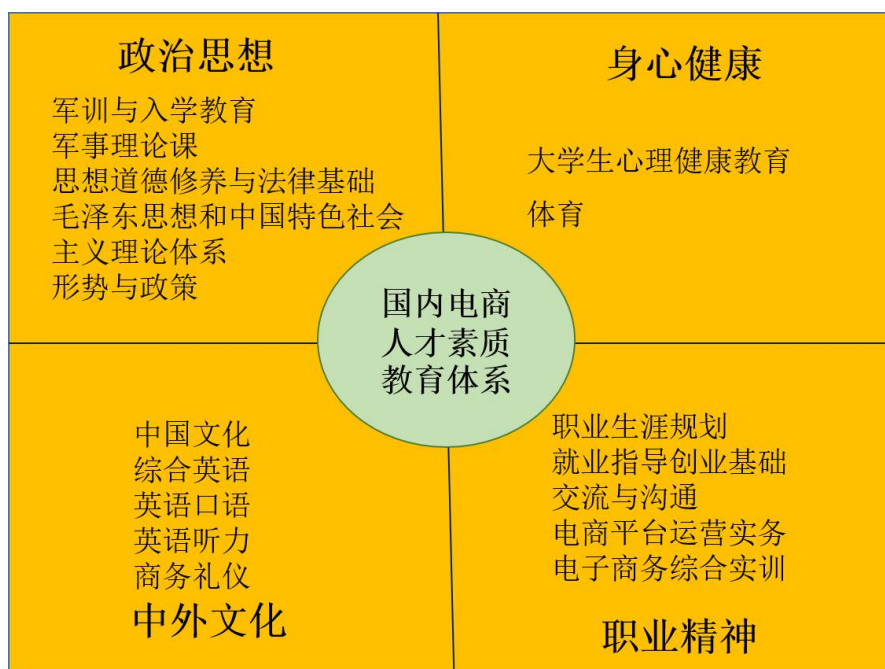 政治思想
军训与入学教育
军事理论课
思想道德修养与法律基础
毛泽东思想和中国特色社会
主义理论体系
形势与政策
身心健康
大学生心理健康教育
体育
国内电商
人才素质
教育体系
中国文化
综合英语
英语口语
英语听力
商务礼仪
中外文化
职业生涯规划
就业指导创业基础
交流与沟通
电商平台运营实务
电子商务综合实训
职业精神